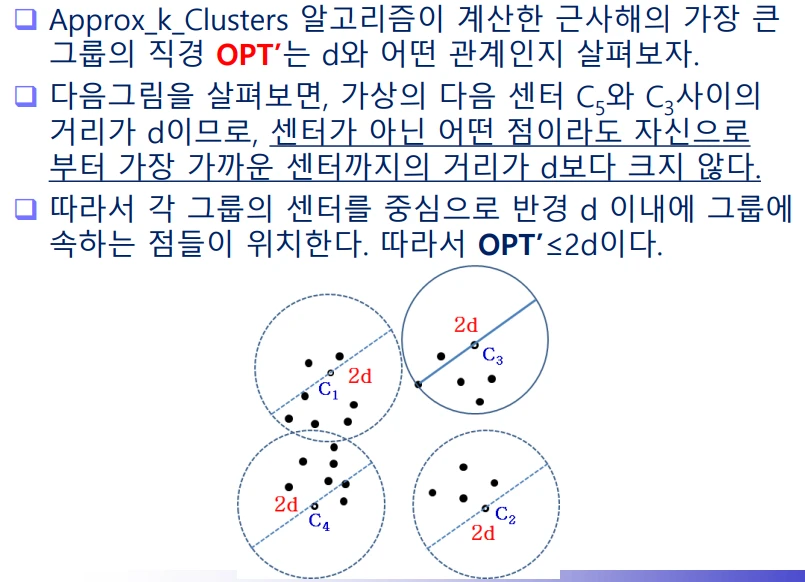 Approx_k_Clusters 알고리즘이 계산한 근사해의 가장 큰
그룹의 직경 OPT’는 d와 어떤 관계인지 살펴보자.
다음그림을 살펴보면, 가상의 다음 센터 C5와 C3사이의
거리가 d이므로, 센터가 아닌 어떤 점이라도 자신으로
부터 가장 가까운 센터까지의 거리가 d보다 크지 않다.
따라서 각 그룹의 센터를 중심으로 반경 d 이내에 그룹에
속하는 점들이 위치한다. 따라서 OPT’≤2d이다.
2d
C3
2d
C1
2d
C4
C2
2d